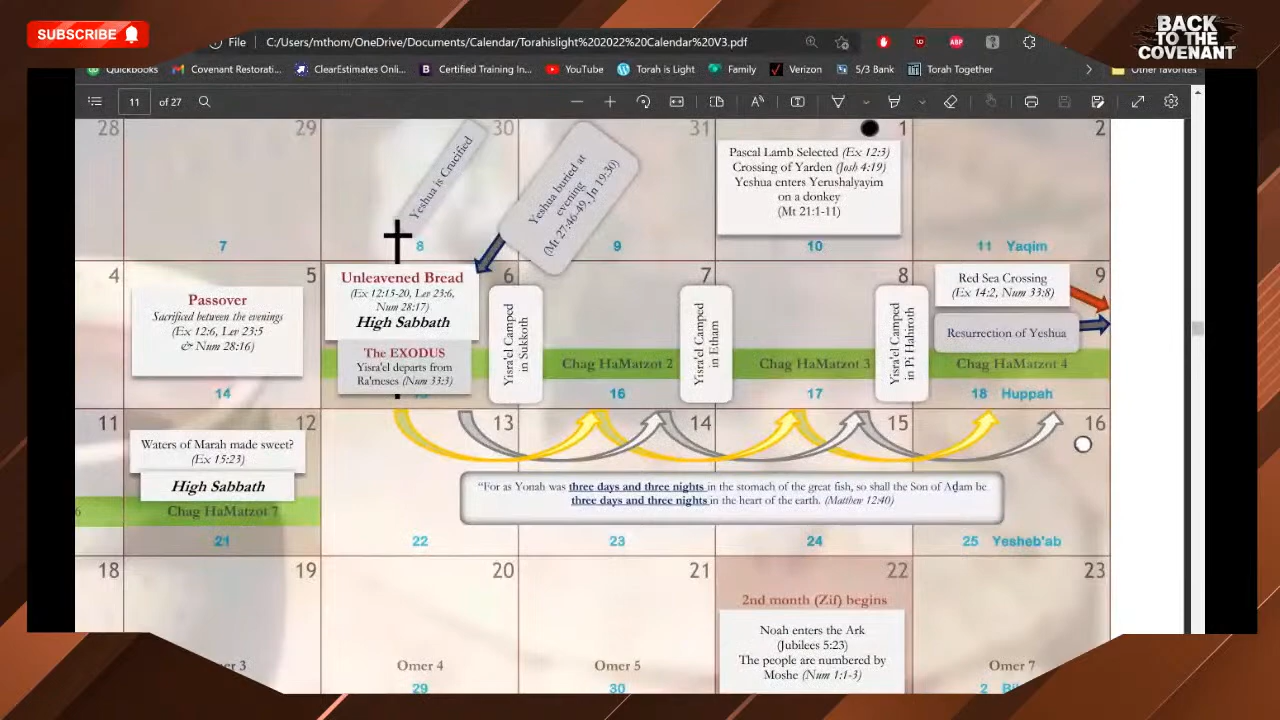 SUBSCRIBE
BACK
TO THE
COVENANT
File
C:/Users/mthom/OneDrive/Documents/Calendar/Torahislight%202022%20Calendar%20V3.pdf
Quickbooks
Covenant Restorati...
ClearEstimates Onli...
Certified Training In...
YouTube
Torah is Light
Family
Verizon
5/3 Bank
Torah Together
Other favorites
11 of 27
28
29
30
31
1
2
Yeshua is Crucified
Yeshua buried at
evening
(Mt 27:46-49, Jn 19:30)
Pascal Lamb Selected (Ex 12:3)
Crossing of Yarden (Josh 4:19)
Yeshua enters Yerushalyayim
on a donkey
(Mt 21:1-11)
7
8
9
10
11 Yaqim
4
5
6
7
8
9
Passover
Sacrificed between the evenings
(Ex 12:6, Lev 23:5
& Num 28:16)
Unleavened Bread
(Ex 12:15-20, Lev 23:6,
Num 28:17)
High Sabbath
The EXODUS
Yisra'el departs from
Ra'meses (Num 33:3)
Yisra'el Camped
in Sukkoth
Chag HaMatzot 2
Yisra'el Camped
in Etham
Chag HaMatzot 3
Yisra'el Camped
in Pi Hahiroth
Red Sea Crossing
(Ex 14:2, Num 33:8)
Resurrection of Yeshua
Chag HaMatzot 4
14
16
17
18 Huppah
11
12
13
14
15
16
Waters of Marah made sweet?
(Ex 15:23)
High Sabbath
Chag HaMatzot 7
"For as Yonah was three days and three nights in the stomach of the great fish, so shall the Son of Adam be
three days and three nights in the heart of the earth. (Matthew 12:40)
21
22
23
24
25 Yesheb'ab
18
19
20
21
22
23
2nd month (Zif) begins
Noah enters the Ark
(Jubilees 5:23)
The people are numbered by
Moshe (Num 1:1-3)
Omer 4
Omer 5
Omer 7
29
30
2